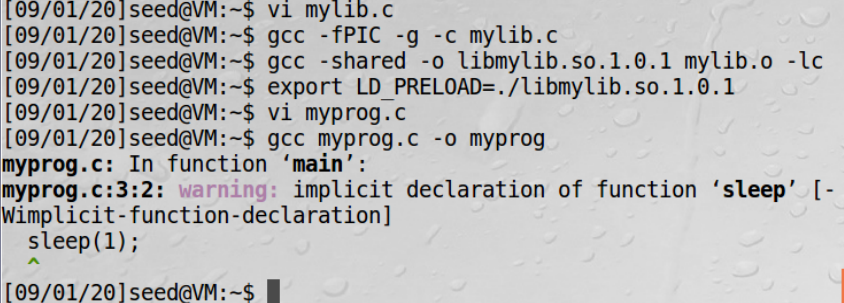 [09/01/20]seed@VM:~$ vi mylib.c
[09/01/20]seed@VM:~$ gcc -fPIC -g -c mylib.c
[09/01/20]seed@VM:~$ gcc -shared -o libmylib.so.1.0.1 mylib.o -lc
[09/01/20]seed@VM:~$ export LD_PRELOAD=./libmylib.so.1.0.1
[09/01/20]seed@VM:~$ vi myprog.c
[09/01/20]seed@VM:~$ gcc myprog.c -o myprog
myprog.c: In function ‘main’:
myprog.c:3:2: warning: implicit declaration of function ‘sleep’ [-
Wimplicit-function-declaration]
  sleep(1);
  ^
[09/01/20]seed@VM:~$